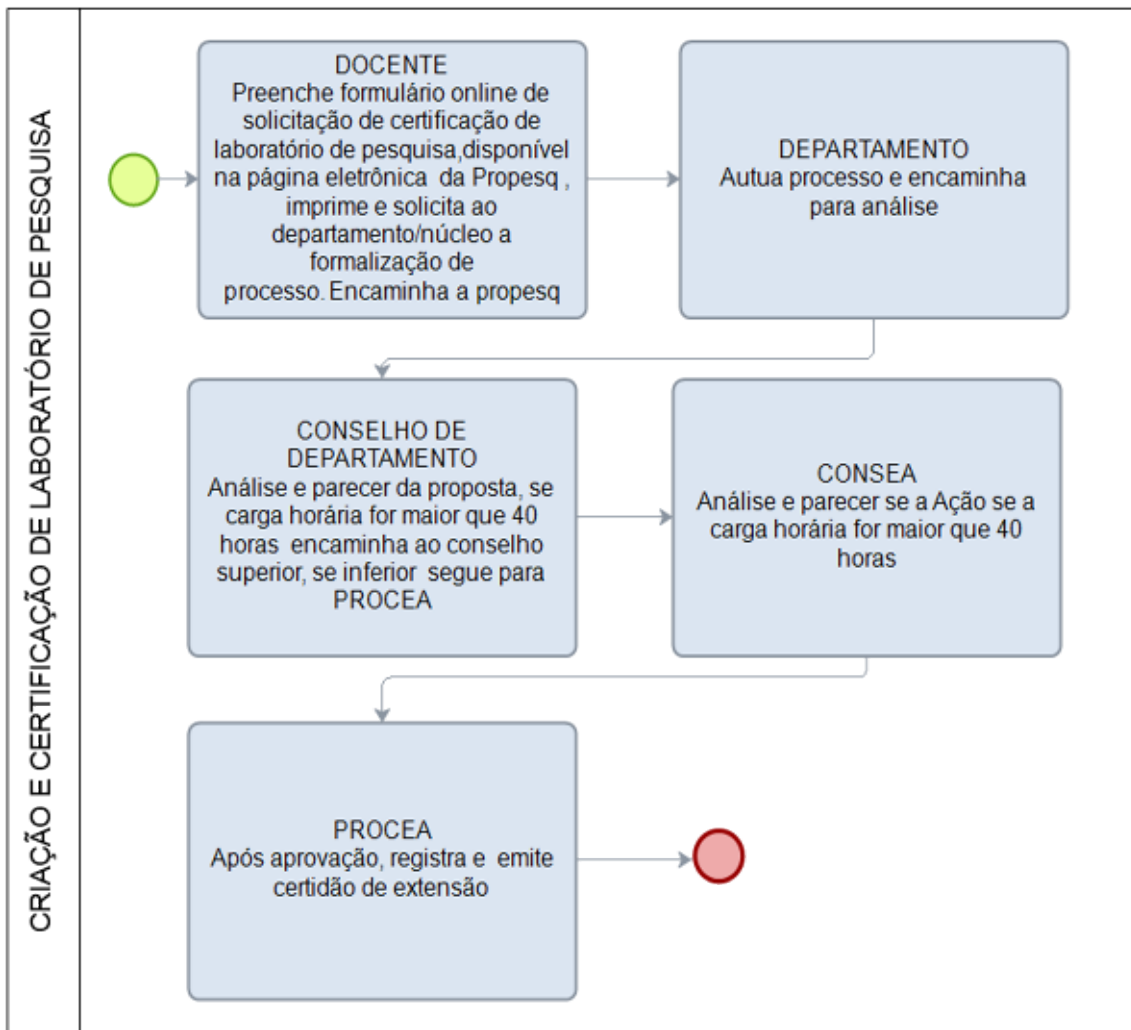 CRIAÇÃO E CERTIFICAÇÃO DE LABORATÓRIO DE PESQUISA
DOCENTE
Preenche formulário online de
solicitação de certificação de
laboratório de pesquisa,disponível
na página eletrônica da Propesq ,
imprime e solicita ao
departamento/núcleo a
formalização de
processo. Encaminha a propesq
DEPARTAMENTO
Autua processo e encaminha
para análise
CONSELHO DE
DEPARTAMENTO
Análise e parecer da proposta, se
carga horária for maior que 40
horas encaminha ao conselho
superior, se inferior segue para
PROCEA
CONSEA
Análise e parecer se a Ação se a
carga horária for maior que 40
horas
PROCEA
Após aprovação, registra e emite
certidão de extensão